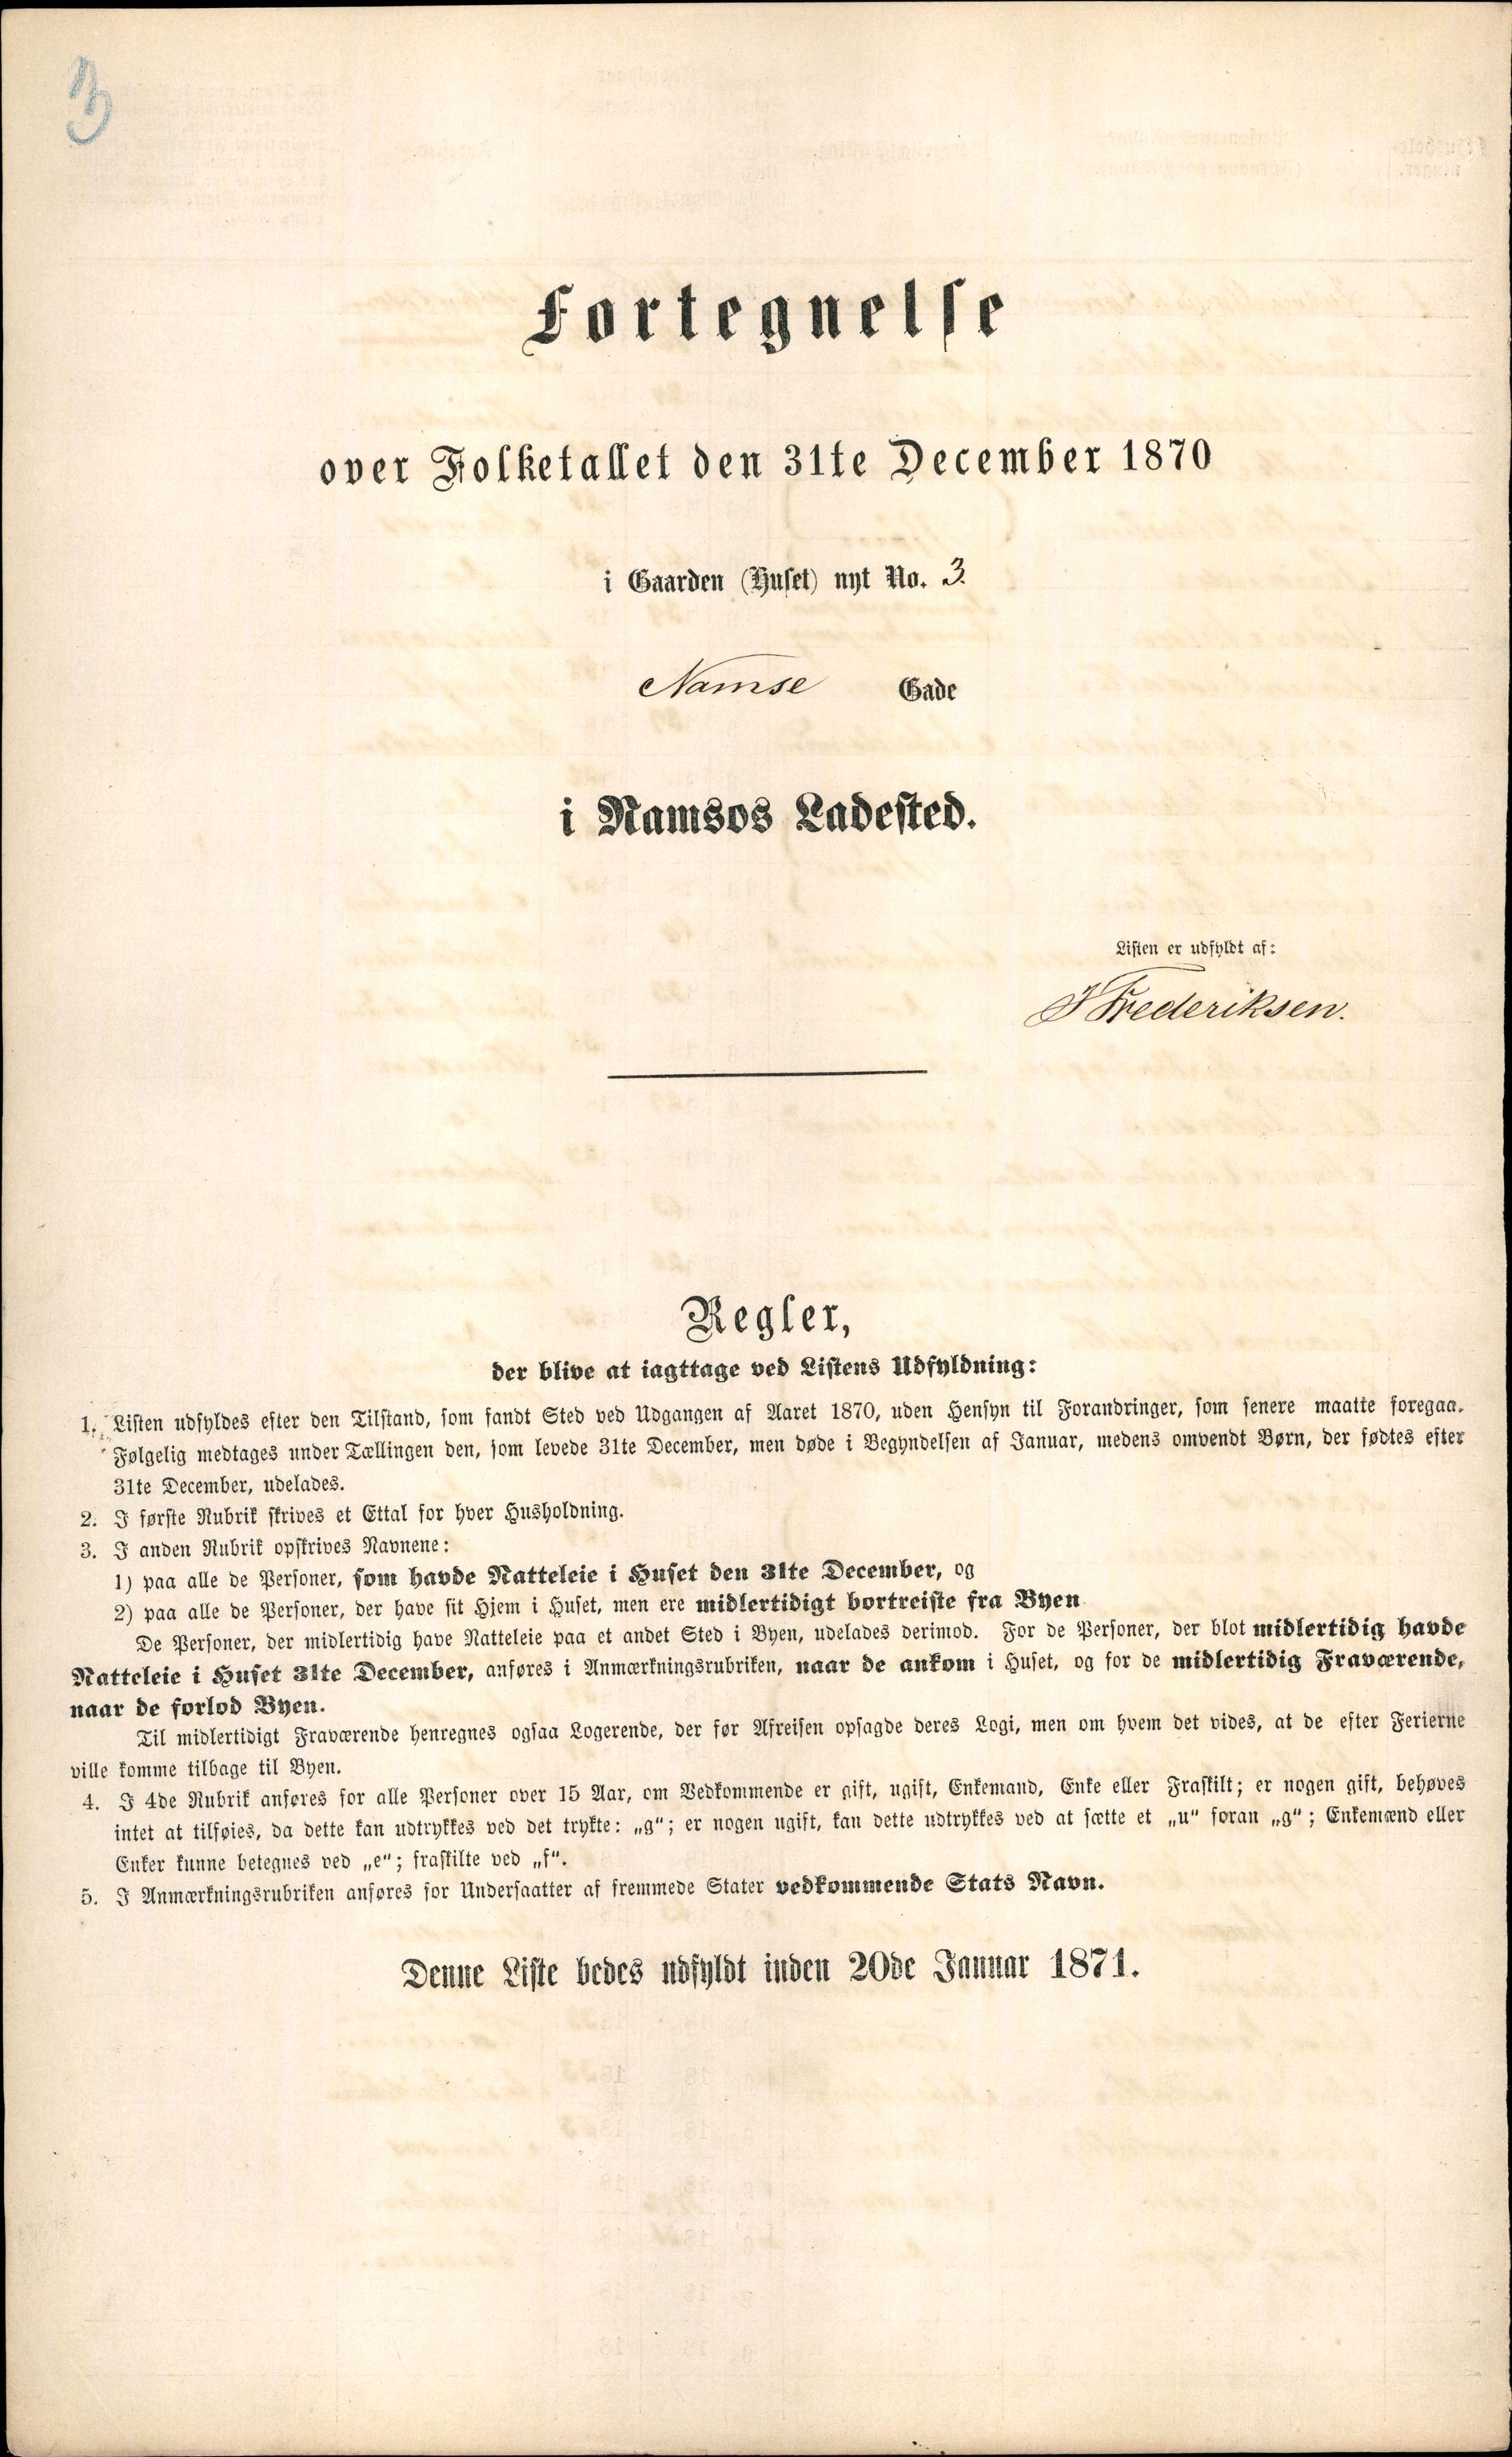 3
Fortegnelse
over Folketallet den 31te December 1870
i Gaarden (Huset) nyt No. 3.
Namse Gade
i Namsos Ladested.
Listen er udfyldt af:
J Frederiksen.
Regler,
der blive at iagttage ved Listens Udfyldning:
1. Listen udfyldes efter den Tilstand, som fandt Sted ved Udgangen af Aaret 1870, uden Hensyn til Forandringer, som senere maatte foregaa.
Følgelig medtages under Tællingen den, som levede 31te December, men døde i Begyndelsen af Januar, medens omvendt Børn, der fødtes efter
31te December, udelades.
2. I første Rubrik skrives et Ettal for hver Husholdning.
3. I anden Rubrik opskrives Navnene:
1) paa alle de Personer, som havde Natteleie i Huset den 31te December, og
2) paa alle de Personer, der have sit Hjem i Huset, men ere midlertidigt bortreiste fra Byen
De Personer, der midlertidig have Natteleie paa et andet Sted i Byen, udelades derimod. For de Personer, der blot midlertidig havde
Natteleie i Huset 31te December, anføres i Anmærkningsrubriken, naar de ankom i Huset, og for de midlertidig Fraværende,
naar de forlod Byen.
Til midlertidigt Fraværende henregnes ogsaa Logerende, der før Afreisen opsagde deres Logi, men om hvem det vides, at de efter Ferierne
ville komme tilbage til Byen.
4. I 4de Rubrik anføres for alle Personer over 15 Aar, om Vedkommende er gift, ugift, Enkemand, Enke eller Fraskilt; er nogen gift, behøves
intet at tilføies, da dette kan udtrykkes ved det trykte: „g“; er nogen ugift, kan dette udtrykkes ved at sætte et „u“ foran „g“; Enkemænd eller
Enker kunne betegnes ved „e“; fraskilte ved „f“.
5. I Anmærkningsrubriken anføres for Undersaatter af fremmede Stater vedkommende Stats Navn.
Denne Liste bedes udfyldt inden 20de Januar 1871.